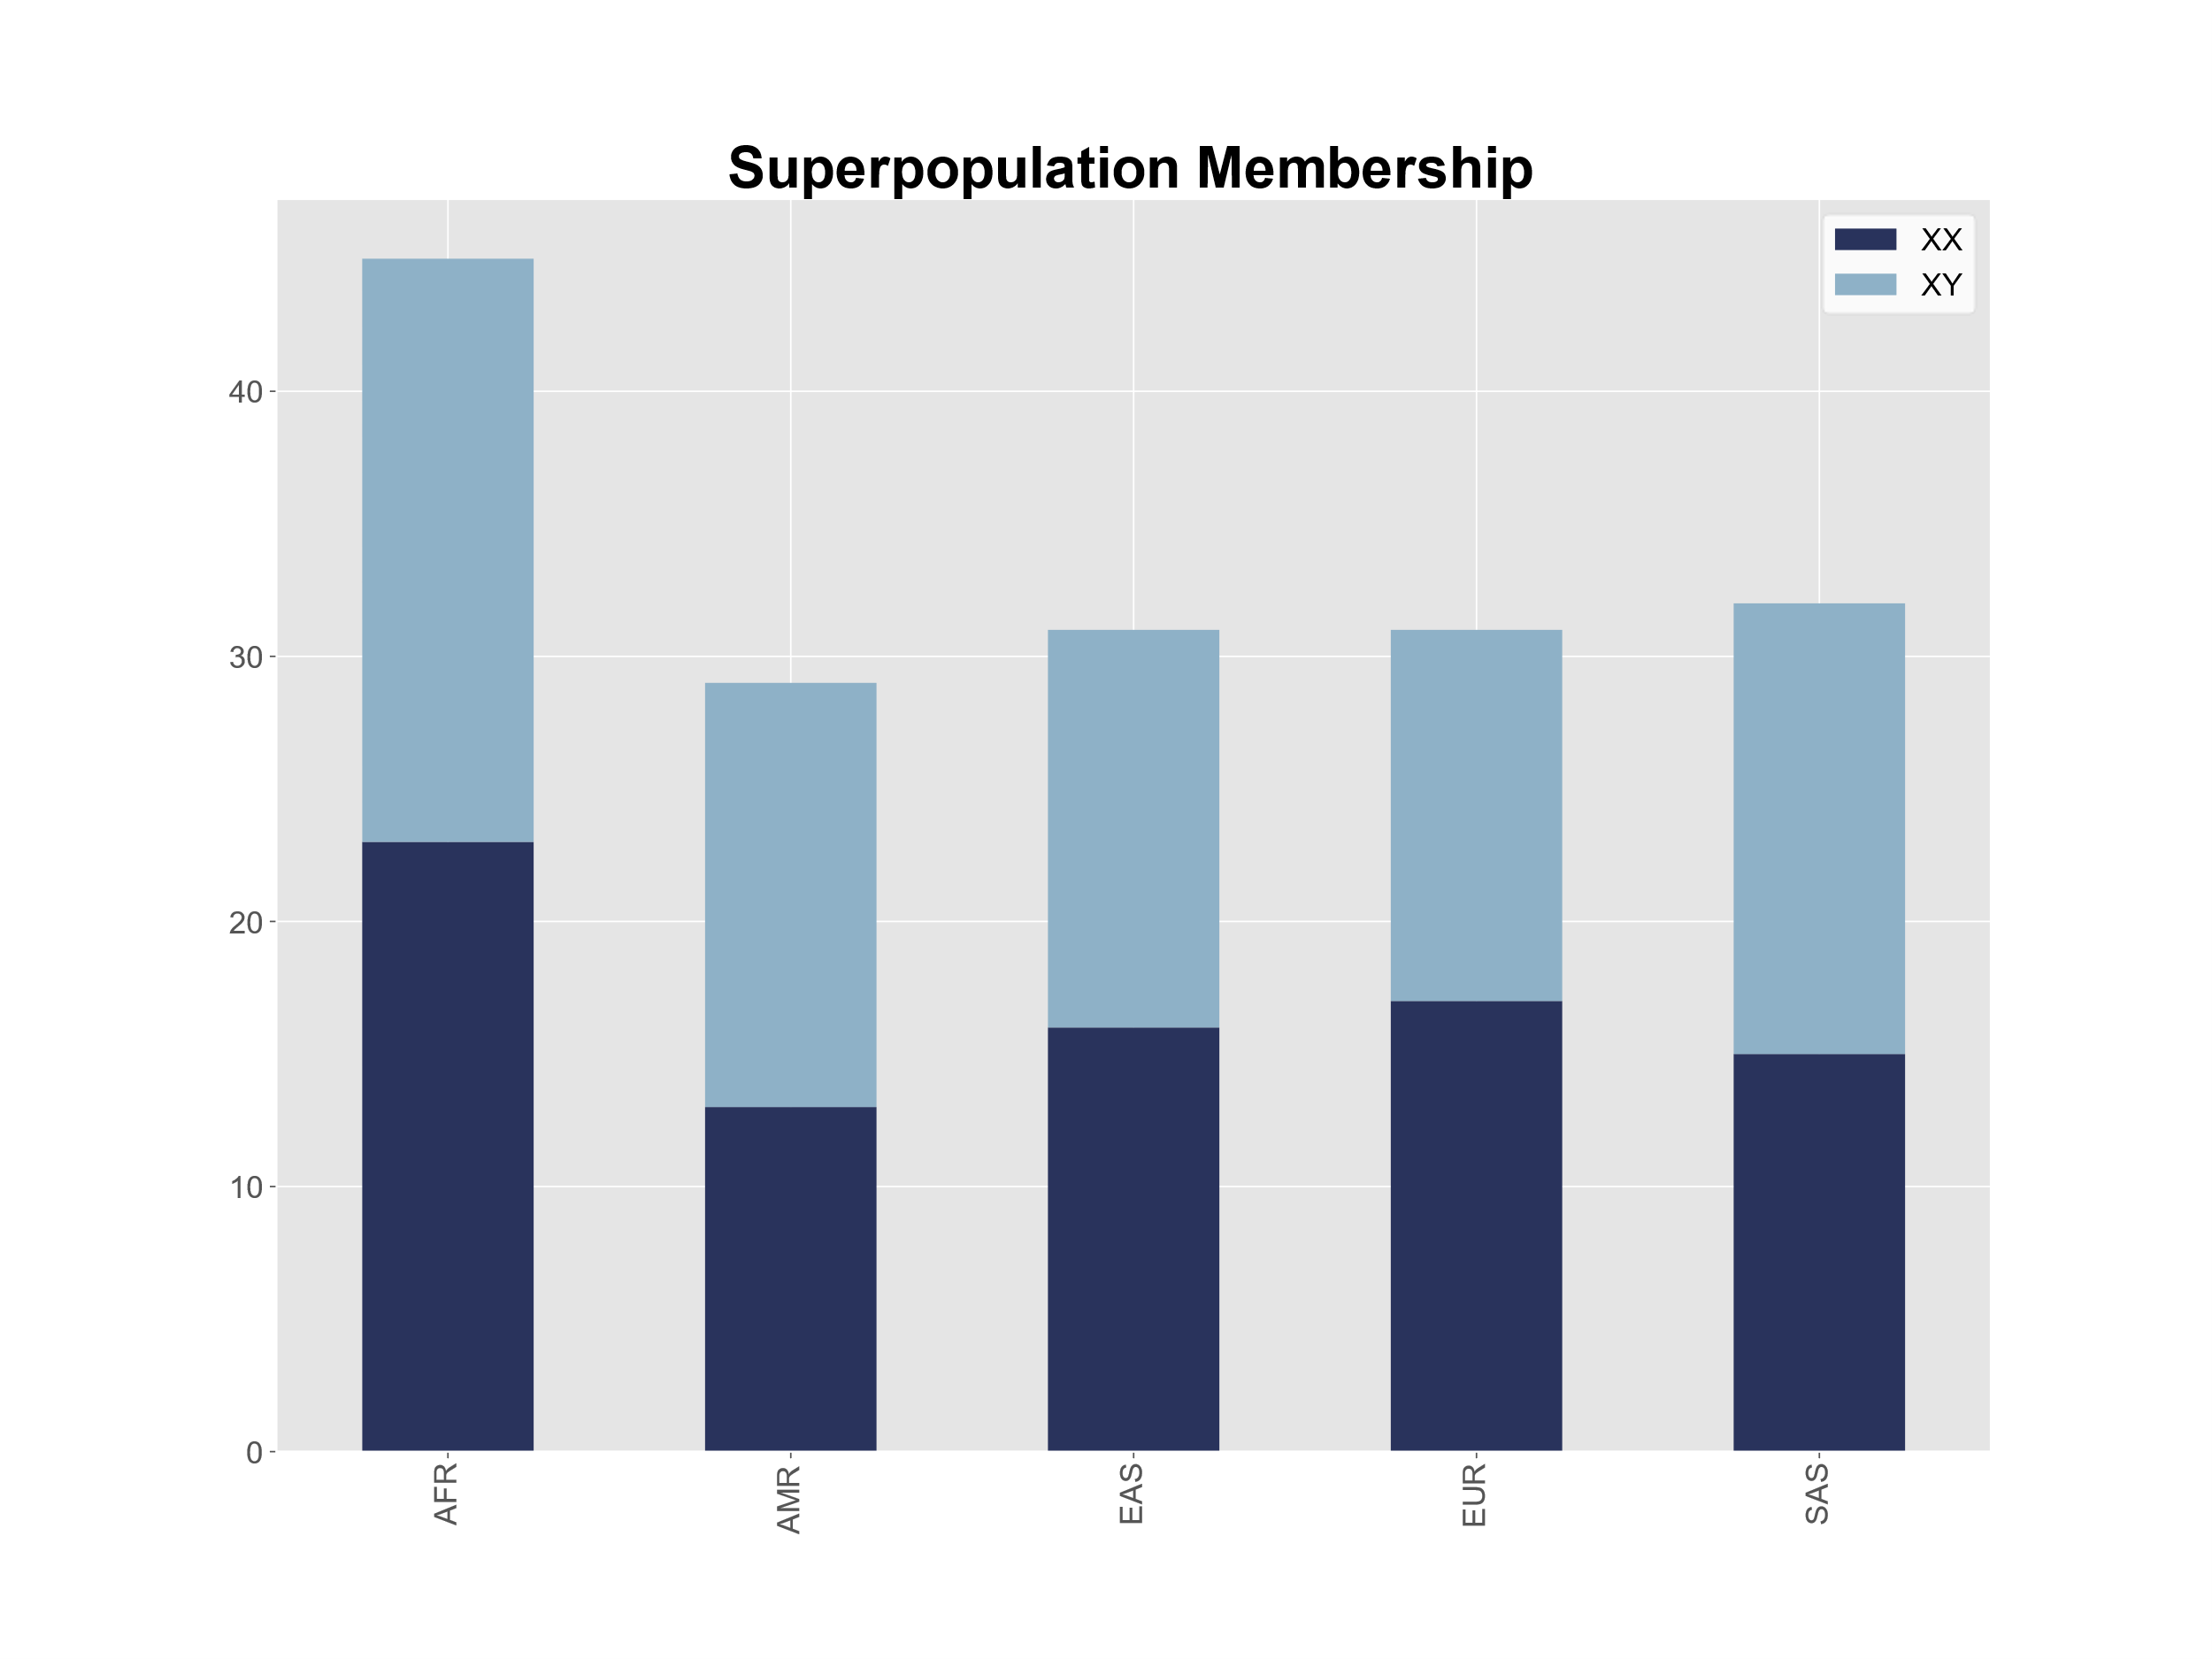 Superpopulation Membership
XX
XY
40
30
20
10
0
AFR
AMR
EAS
EUR
SAS